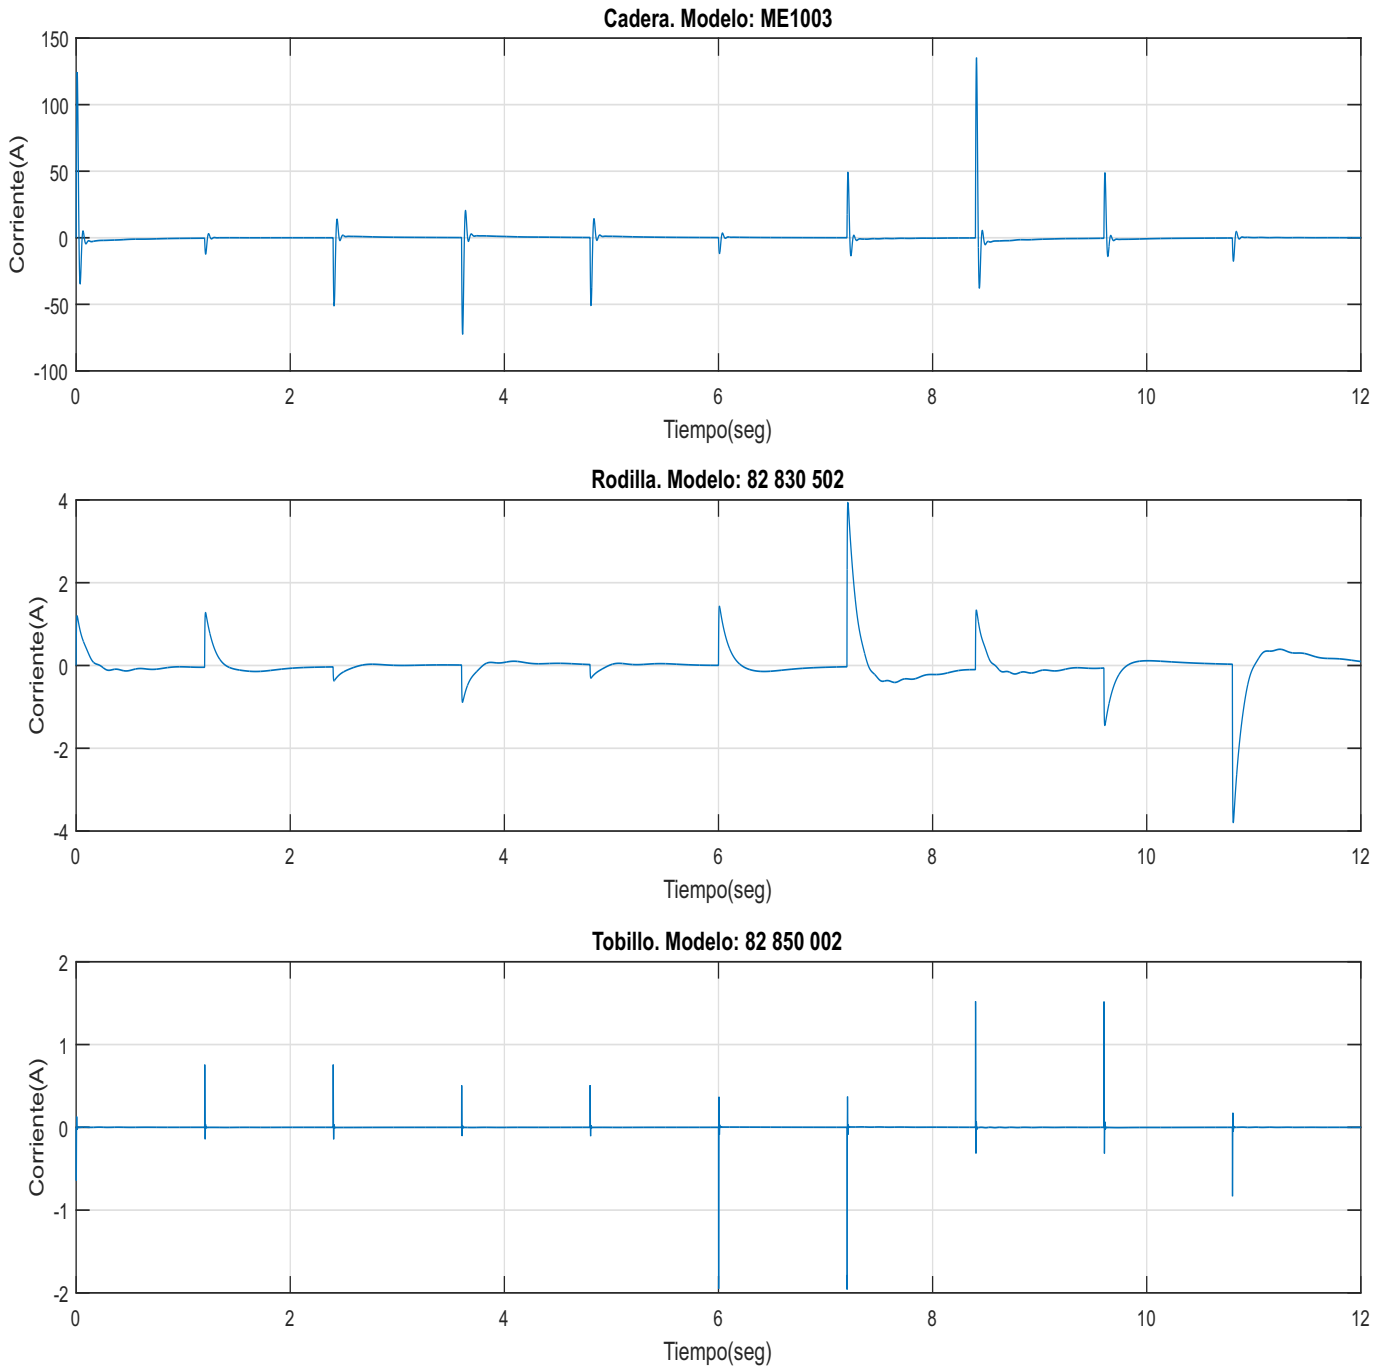 Cadera. Modelo: ME1003
150
100
50
0
-50
-100
Corriente(A)
0 2 4 6 8 10 12
Tiempo(seg)
Rodilla. Modelo: 82 830 502
4
2
0
-2
-4
Corriente(A)
0 2 4 6 8 10 12
Tiempo(seg)
Tobillo. Modelo: 82 850 002
2
1
0
-1
-2
Corriente(A)
0 2 4 6 8 10 12
Tiempo(seg)